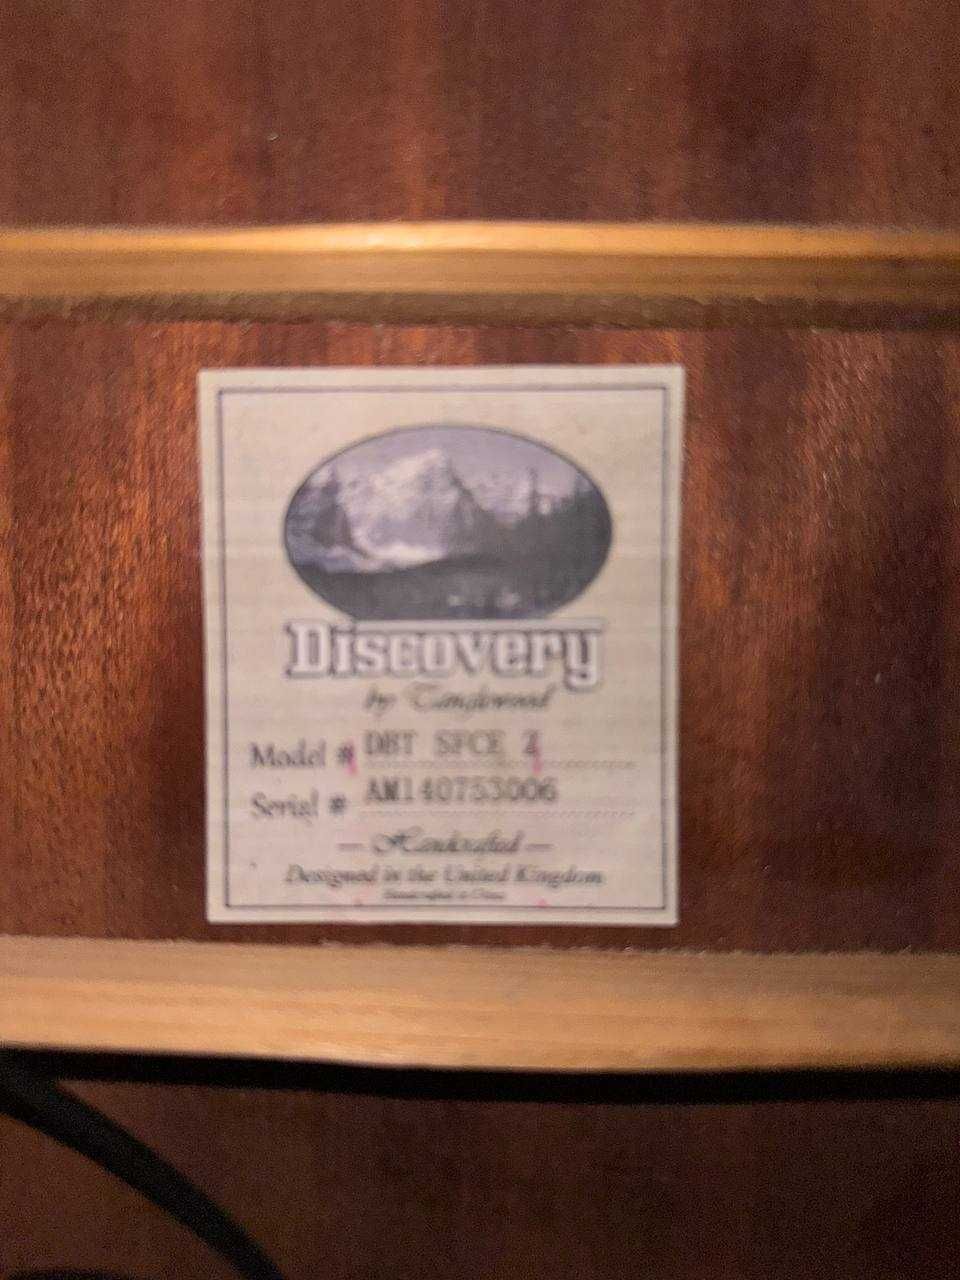 Discovery
by Tanglewood
Model # DBT SFCE
Serial # AM140753006
— Handcrafted —
Designed in the United Kingdom